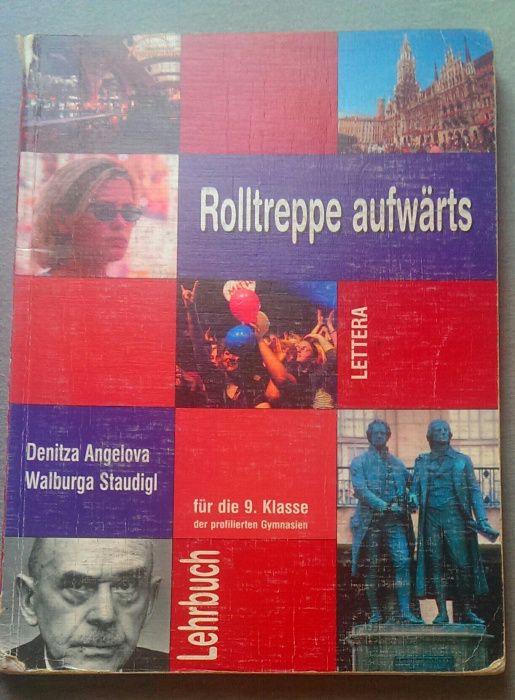 Rolltreppe aufwärts
LETTERA
Denitza Angelova
Walburga Staudigl
für die 9. Klasse
der profilierten Gymnasien
Lehrbuch